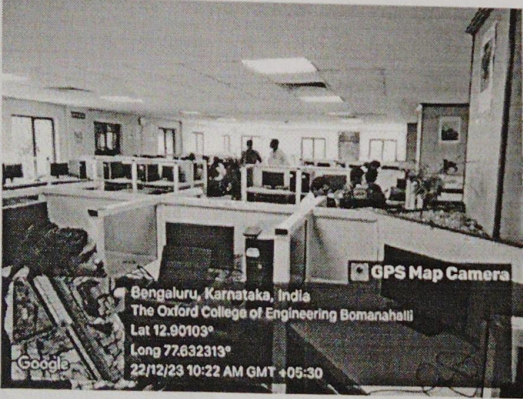 GPS Map Camera
Bengaluru, Karnataka, India
The Oxford College of Engineering Bomanahalli
Lat 12.90103°
Long 77.632313°
22/12/23 10:22 AM GMT +05:30
Google